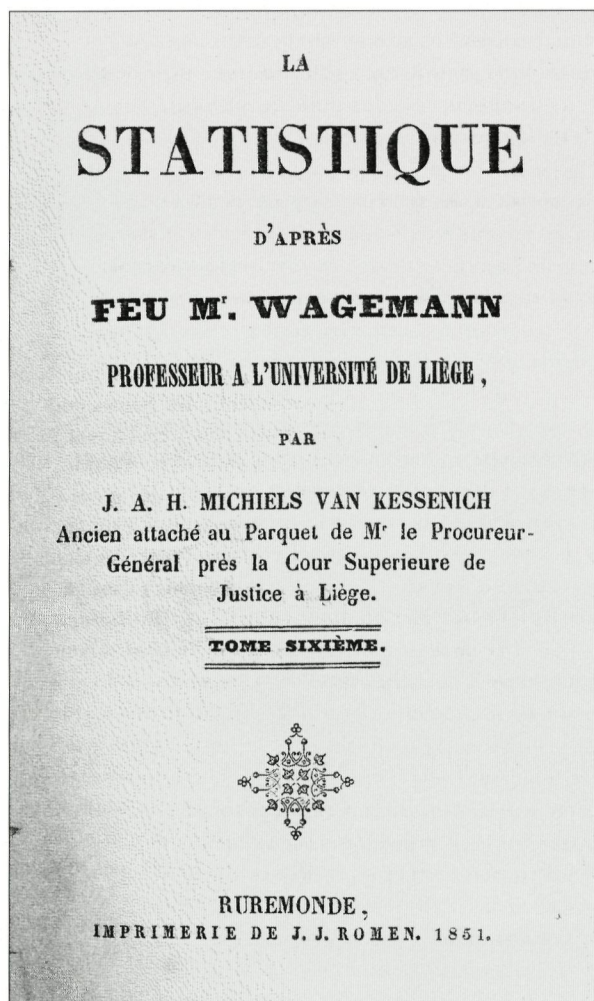 LA
STATISTIQUE
D'APRÈS
FEU Mr. WAGEMANN
PROFESSEUR A L'UNIVERSITÉ DE LIÈGE,
PAR
J. A. H. MICHIELS VAN KESSENICH
Ancien attaché au Parquet de Mr le Procureur-
Général près la Cour Superieure de
Justice à Liège.
TOME SIXIÈME.
RUREMONDE,
IMPRIMERIE DE J. J. ROMEN. 1851.